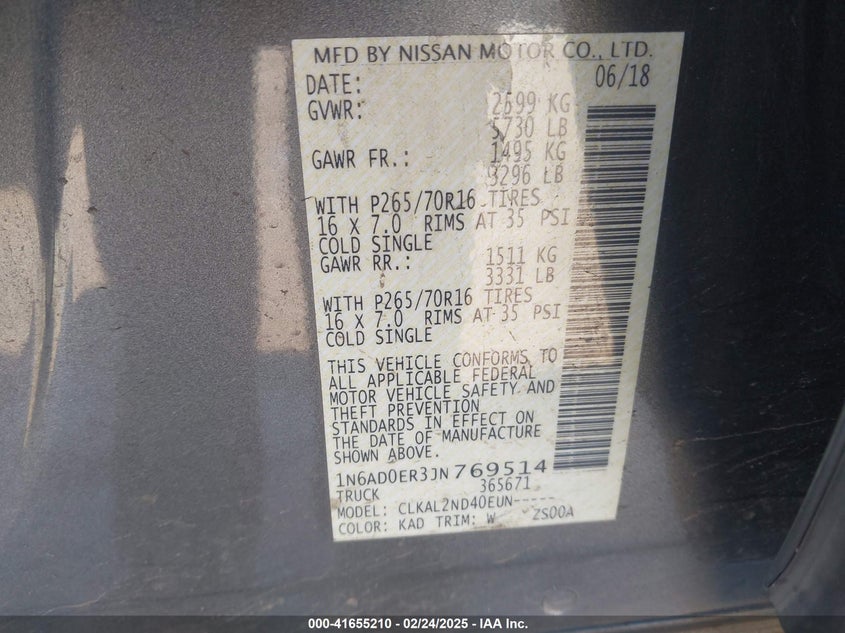 MFD BY NISSAN MOTOR CO., LTD.
DATE: 06/18
GVWR: 2599 KG
5730 LB
GAWR FR.: 1495 KG
3296 LB
WITH P265/70R16 TIRES
16 X 7.0 RIMS AT 35 PSI
COLD SINGLE
GAWR RR.: 1511 KG
3331 LB
WITH P265/70R16 TIRES
16 X 7.0 RIMS AT 35 PSI
COLD SINGLE
THIS VEHICLE CONFORMS TO
ALL APPLICABLE FEDERAL
MOTOR VEHICLE SAFETY AND
THEFT PREVENTION
STANDARDS IN EFFECT ON
THE DATE OF MANUFACTURE
SHOWN ABOVE.
1N6AD0ER3JN769514
TRUCK 365671
MODEL: CLKAL2ND40EUN-----
COLOR: KAD TRIM: W ZS00A
000-41655210 - 02/24/2025 - IAA Inc.